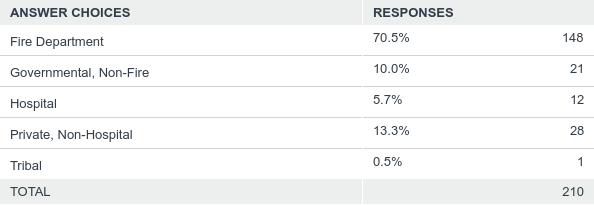 ANSWER CHOICES RESPONSES
Fire Department 70.5% 148
Governmental, Non-Fire 10.0% 21
Hospital 5.7% 12
Private, Non-Hospital 13.3% 28
Tribal 0.5% 1
TOTAL 210